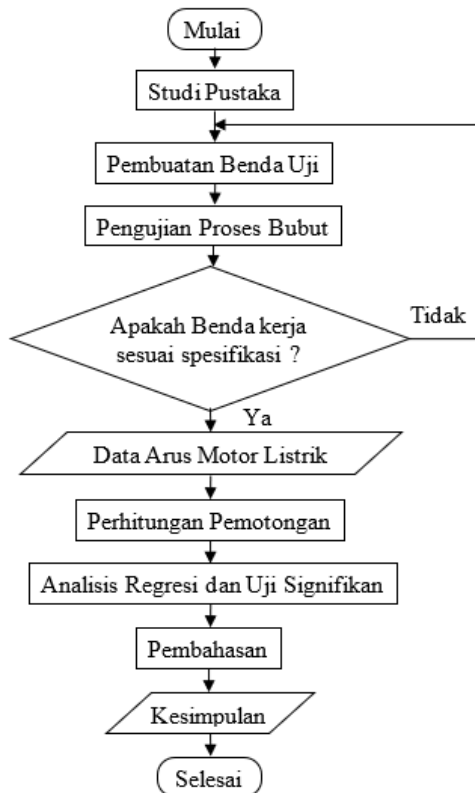 Mulai
Studi Pustaka
Pembuatan Benda Uji
Pengujian Proses Bubut
Apakah Benda kerja
sesuai spesifikasi ?
Tidak
Ya
Data Arus Motor Listrik
Perhitungan Pemotongan
Analisis Regresi dan Uji Signifikan
Pembahasan
Kesimpulan
Selesai